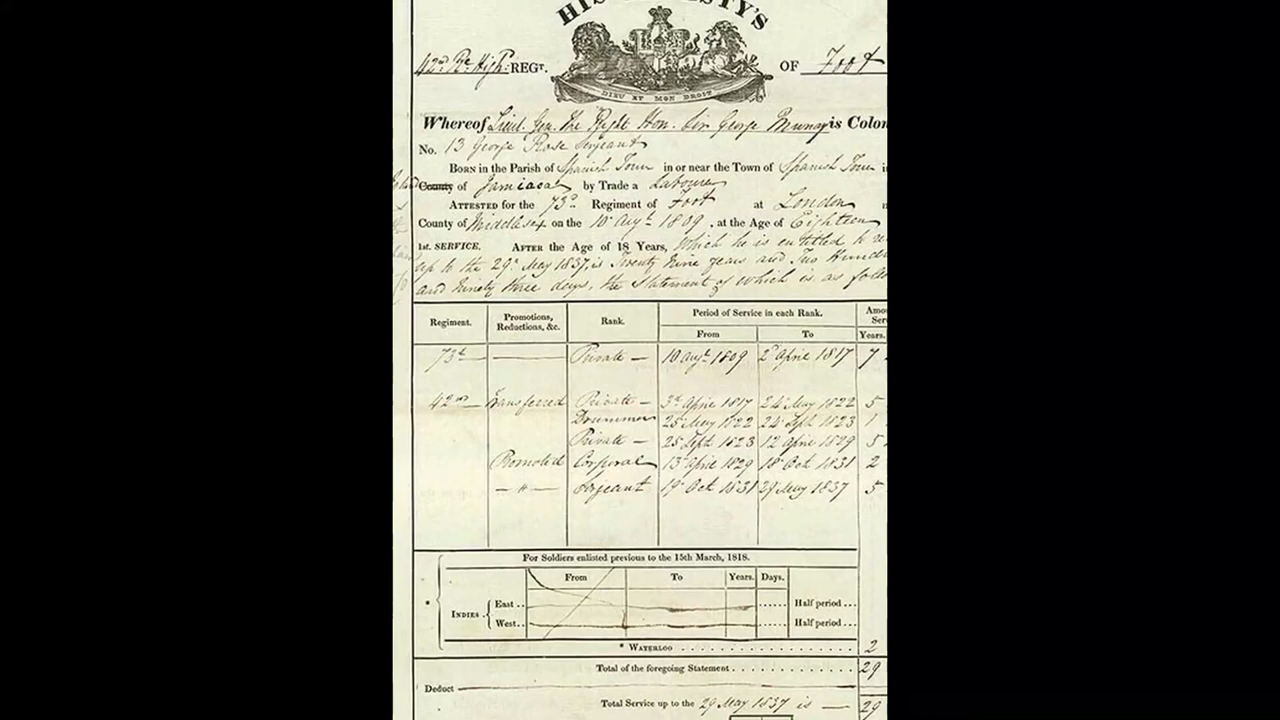 HIS MAJESTY'S
42nd Rl. High. REGT. OF Foot
DIEU ET MON DROIT
Whereof Lieut. Gen. the Right Hon. Sir George Murray is Colon
No. 13 George Rose Serjeant
BORN in the Parish of Spanish Town in or near the Town of Spanish Town i
County of Jamiaca by Trade a Labourer
ATTESTED for the 73d Regiment of Foot at London
County of Middlesex on the 10 Augt. 1809, at the Age of Eighteen
1st. SERVICE. AFTER the Age of 18 Years, which he is entitled to
up to the 29th May 1837, is Twenty Nine years and Two Hund
and Ninety three days, the Statement of which is as foll
Regiment. Promotions, Reductions, &c. Rank. Period of Service in each Rank. Amo Ser
From To Years.
73d — Private — 10 Augt. 1809 2d April 1817 7
42nd Transferred Private — 3d April 1817 24 May 1822 5
Drummer 25 May 1822 24 Sept 1823 1
Private — 25 Sept 1823 12 April 1829 5
Promoted Corporal 13 April 1829 18 Oct 1831 2
— " — Serjeant 19 Oct 1831 29 May 1837 5
For Soldiers enlisted previous to the 15th March, 1818.
From To Years. Days.
INDIES { East .. ...... Half period ...
West .. ...... Half period ...
* WATERLOO . . . . . . . . . . . . 2
Total of the foregoing Statement . . . . . . . . 29
Deduct
Total Service up to the 29 May 1837 is — 29